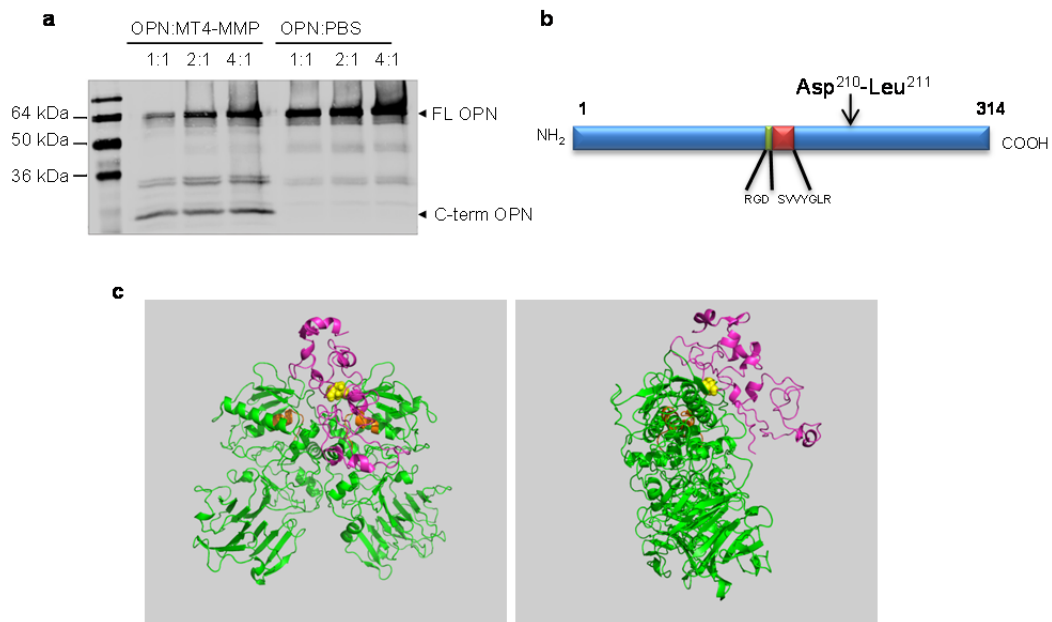 a
OPN:MT4-MMP OPN:PBS
1:1 2:1 4:1 1:1 2:1 4:1
64 kDa
50 kDa
36 kDa
FL OPN
C-term OPN
b
Asp210-Leu211
1 314
NH2 COOH
RGD SVVYGLR
c